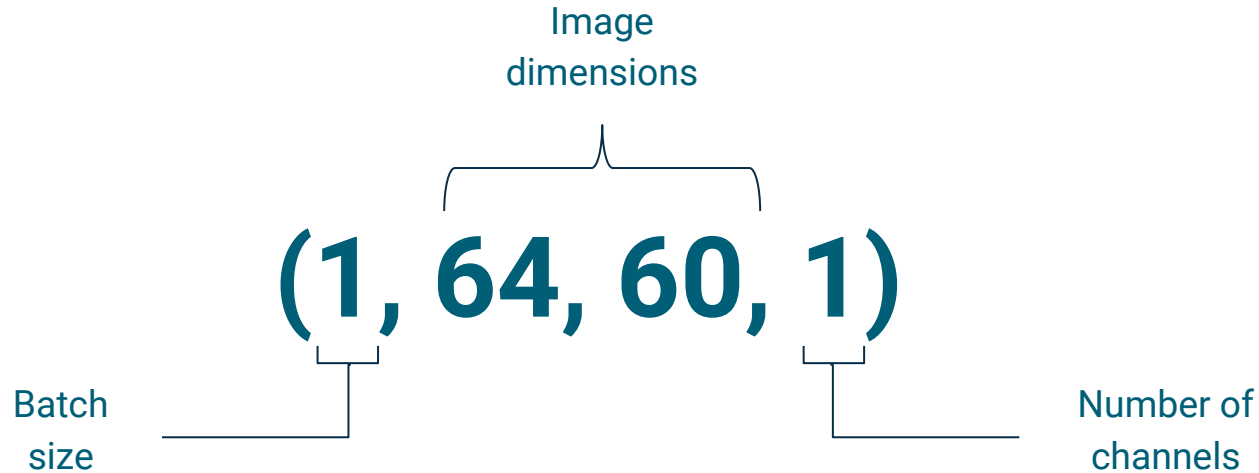 Image
dimensions
(1, 64, 60, 1)
Batch
size
Number of
channels